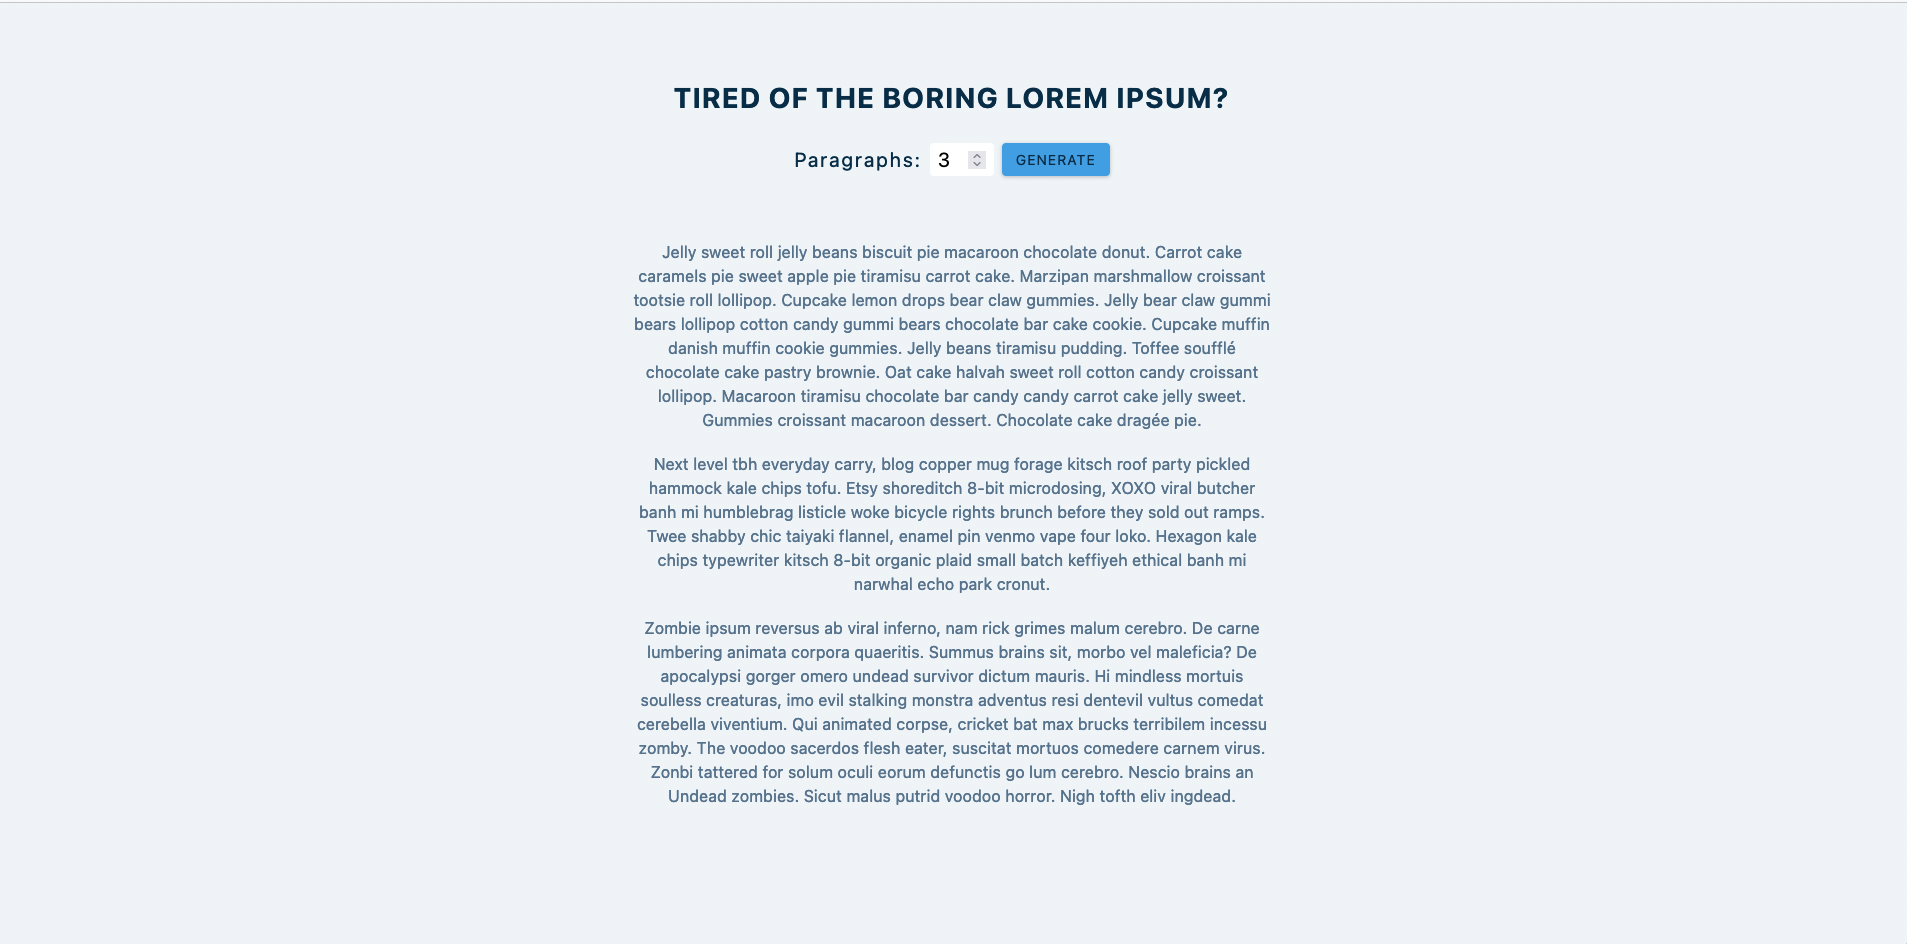 TIRED OF THE BORING LOREM IPSUM?
Paragraphs: 3 GENERATE
Jelly sweet roll jelly beans biscuit pie macaroon chocolate donut. Carrot cake
caramels pie sweet apple pie tiramisu carrot cake. Marzipan marshmallow croissant
tootsie roll lollipop. Cupcake lemon drops bear claw gummies. Jelly bear claw gummi
bears lollipop cotton candy gummi bears chocolate bar cake cookie. Cupcake muffin
danish muffin cookie gummies. Jelly beans tiramisu pudding. Toffee soufflé
chocolate cake pastry brownie. Oat cake halvah sweet roll cotton candy croissant
lollipop. Macaroon tiramisu chocolate bar candy candy carrot cake jelly sweet.
Gummies croissant macaroon dessert. Chocolate cake dragée pie.
Next level tbh everyday carry, blog copper mug forage kitsch roof party pickled
hammock kale chips tofu. Etsy shoreditch 8-bit microdosing, XOXO viral butcher
banh mi humblebrag listicle woke bicycle rights brunch before they sold out ramps.
Twee shabby chic taiyaki flannel, enamel pin venmo vape four loko. Hexagon kale
chips typewriter kitsch 8-bit organic plaid small batch keffiyeh ethical banh mi
narwhal echo park cronut.
Zombie ipsum reversus ab viral inferno, nam rick grimes malum cerebro. De carne
lumbering animata corpora quaeritis. Summus brains sit, morbo vel maleficia? De
apocalypsi gorger omero undead survivor dictum mauris. Hi mindless mortuis
soulless creaturas, imo evil stalking monstra adventus resi dentevil vultus comedat
cerebella viventium. Qui animated corpse, cricket bat max brucks terribilem incessu
zomby. The voodoo sacerdos flesh eater, suscitat mortuos comedere carnem virus.
Zonbi tattered for solum oculi eorum defunctis go lum cerebro. Nescio brains an
Undead zombies. Sicut malus putrid voodoo horror. Nigh tofth eliv ingdead.